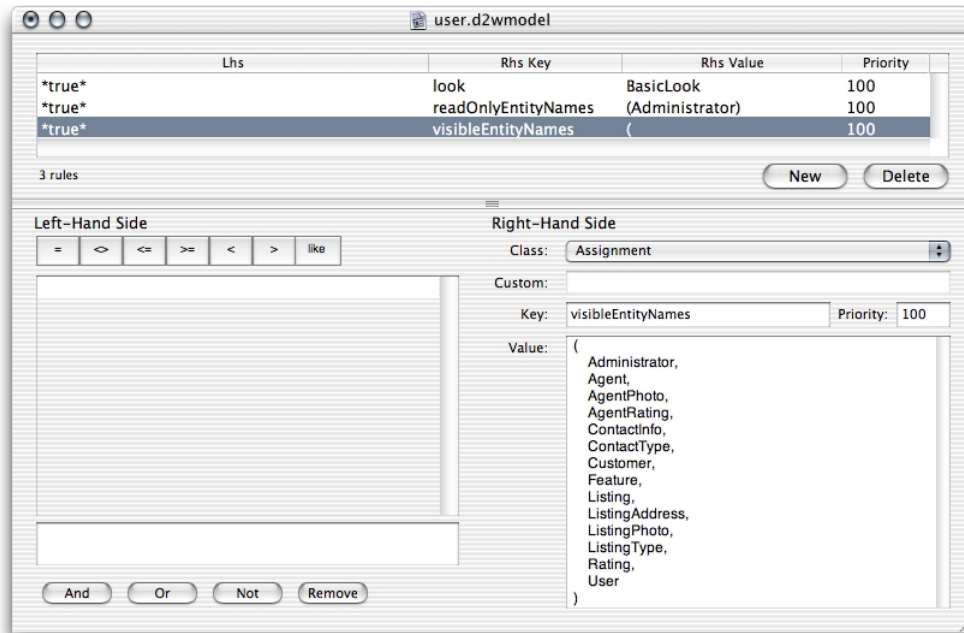 user.d2wmodel
Lhs Rhs Key Rhs Value Priority
*true* look BasicLook 100
*true* readOnlyEntityNames (Administrator) 100
*true* visibleEntityNames ( 100
3 rules New Delete
Left-Hand Side
= <> <= >= < > like
And Or Not Remove
Right-Hand Side
Class: Assignment
Custom:
Key: visibleEntityNames Priority: 100
Value: (
Administrator,
Agent,
AgentPhoto,
AgentRating,
ContactInfo,
ContactType,
Customer,
Feature,
Listing,
ListingAddress,
ListingPhoto,
ListingType,
Rating,
User
)